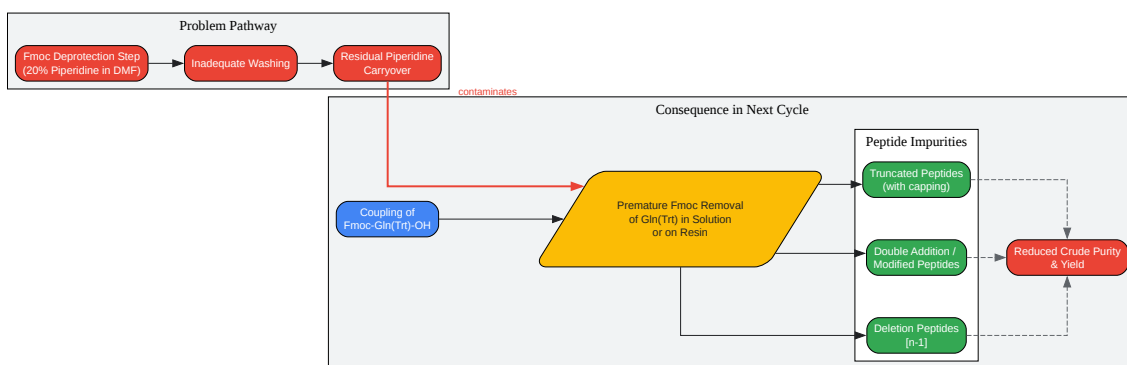 Problem Pathway
Fmoc Deprotection Step
(20% Piperidine in DMF)
Inadequate Washing
Residual Piperidine
Carryover
contaminates
Consequence in Next Cycle
Coupling of
Fmoc-Gln(Trt)-OH
Premature Fmoc Removal
of Gln(Trt) in Solution
or on Resin
Peptide Impurities
Truncated Peptides
(with capping)
Double Addition /
Modified Peptides
Deletion Peptides
[n-1]
Reduced Crude Purity
& Yield